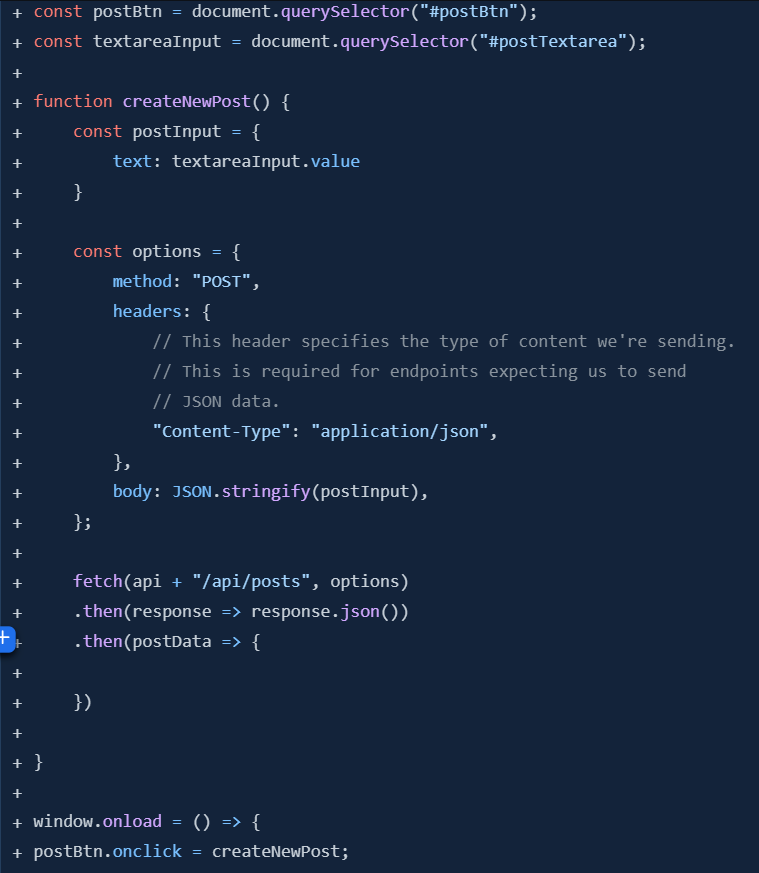 + const postBtn = document.querySelector("#postBtn");
+ const textareaInput = document.querySelector("#postTextarea");
+
+ function createNewPost() {
+     const postInput = {
+         text: textareaInput.value
+     }
+
+     const options = {
+         method: "POST",
+         headers: {
+             // This header specifies the type of content we're sending.
+             // This is required for endpoints expecting us to send
+             // JSON data.
+             "Content-Type": "application/json",
+         },
+         body: JSON.stringify(postInput),
+     };
+
+     fetch(api + "/api/posts", options)
+     .then(response => response.json())
+     .then(postData => {
+
+     })
+
+ }
+
+ window.onload = () => {
+ postBtn.onclick = createNewPost;